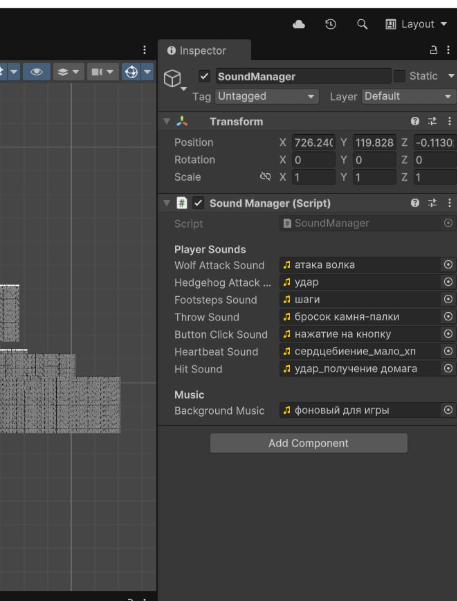 Layout
Inspector
SoundManager Static
Tag Untagged Layer Default
Transform
Position X 726.240 Y 119.828 Z -0.1130
Rotation X 0 Y 0 Z 0
Scale X 1 Y 1 Z 1
# Sound Manager (Script)
Script SoundManager
Player Sounds
Wolf Attack Sound атака волка
Hedgehog Attack ... удар
Footsteps Sound шаги
Throw Sound бросок камня-палки
Button Click Sound нажатие на кнопку
Heartbeat Sound сердцебиение_мало_хп
Hit Sound удар_получение домага
Music
Background Music фоновый для игры
Add Component